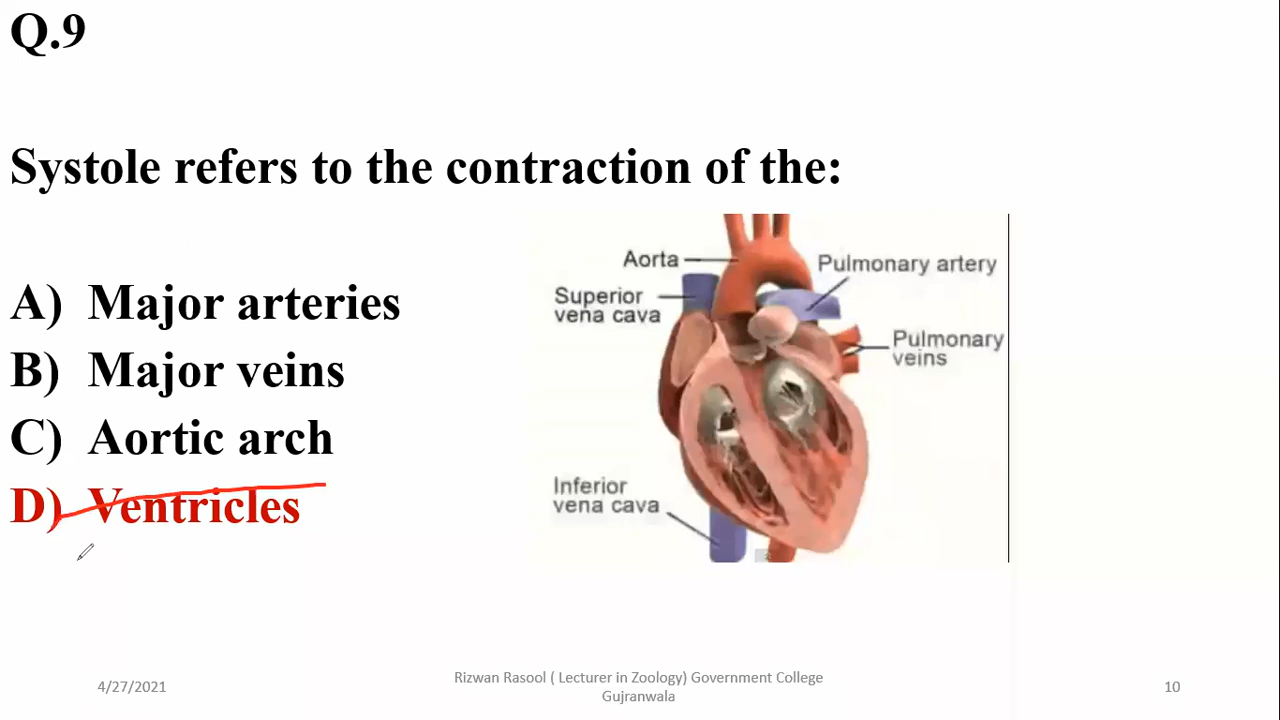 Q.9
Systole refers to the contraction of the:
A) Major arteries
B) Major veins
C) Aortic arch
D) Ventricles
Aorta
Pulmonary artery
Superior
vena cava
Pulmonary
veins
Inferior
vena cava
4/27/2021
Rizwan Rasool ( Lecturer in Zoology) Government College
Gujranwala
10